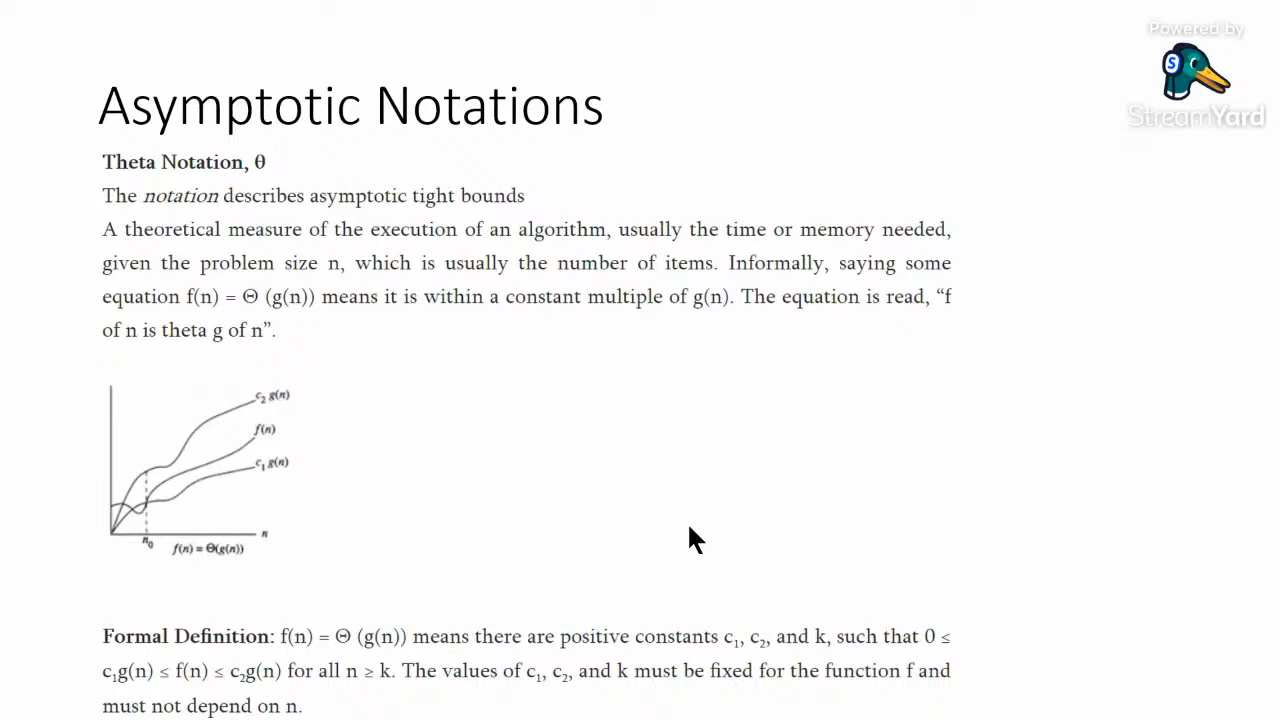 Powered by
S
StreamYard
Asymptotic Notations
Theta Notation, θ
The notation describes asymptotic tight bounds
A theoretical measure of the execution of an algorithm, usually the time or memory needed,
given the problem size n, which is usually the number of items. Informally, saying some
equation f(n) = Θ (g(n)) means it is within a constant multiple of g(n). The equation is read, “f
of n is theta g of n”.
c₂ g(n)
f(n)
c₁ g(n)
n
n₀
f(n) = Θ(g(n))
Formal Definition: f(n) = Θ (g(n)) means there are positive constants c₁, c₂, and k, such that 0 ≤
c₁g(n) ≤ f(n) ≤ c₂g(n) for all n ≥ k. The values of c₁, c₂, and k must be fixed for the function f and
must not depend on n.